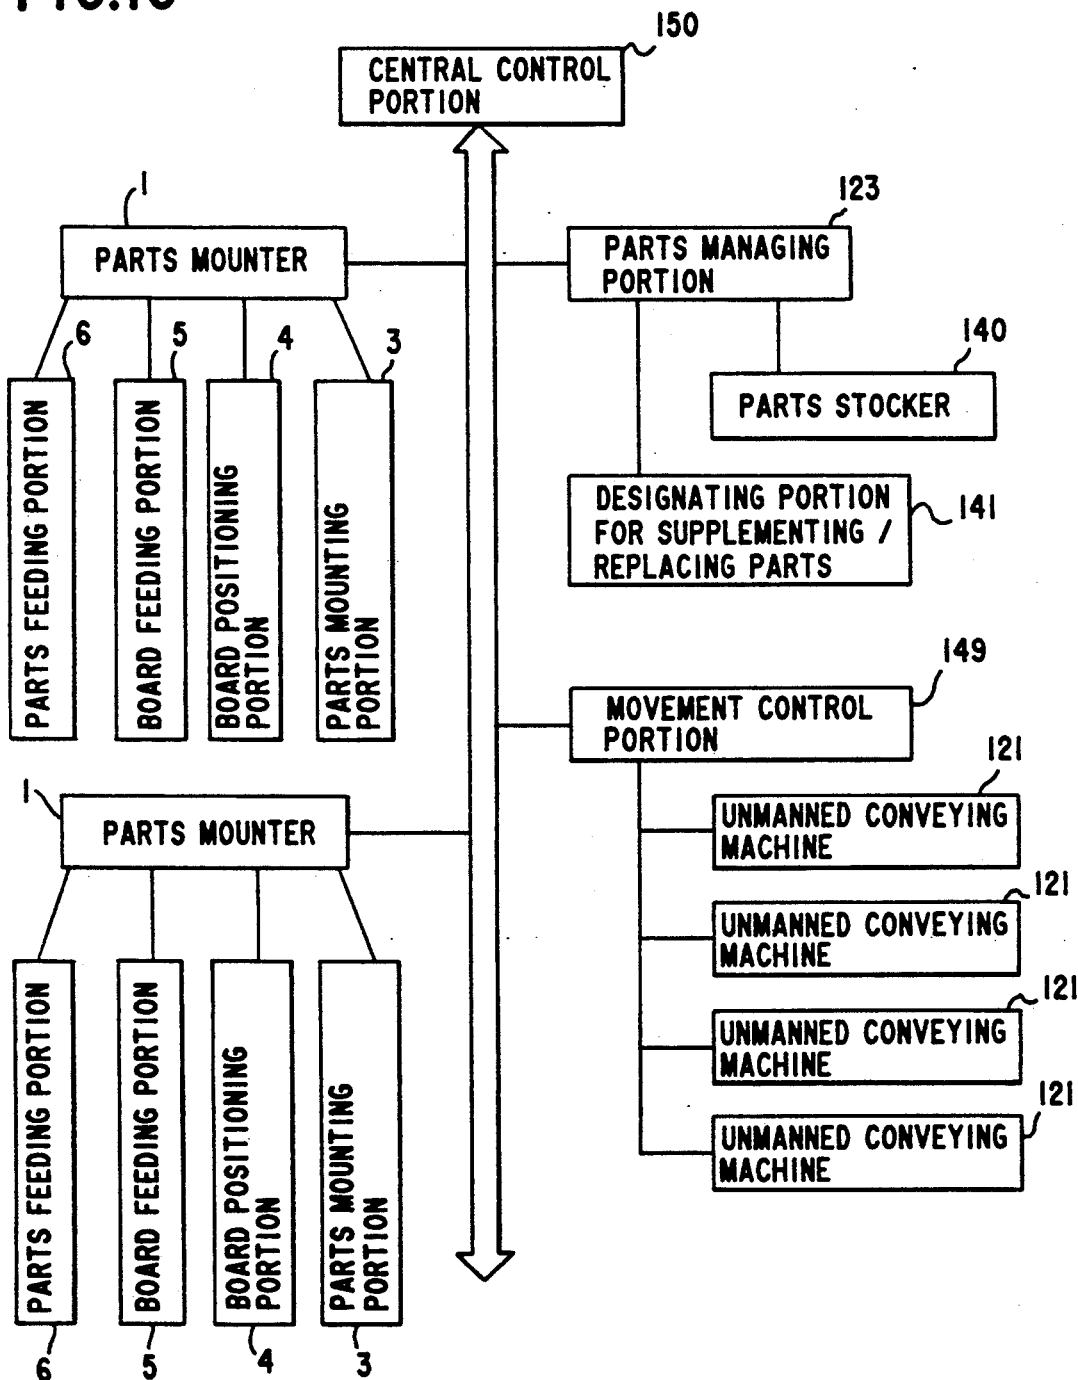 150
CENTRAL CONTROL
PORTION
1
PARTS MOUNTER
123
PARTS MANAGING
PORTION
6
5
4
3
PARTS FEEDING PORTION
BOARD FEEDING PORTION
BOARD POSITIONING
PORTION
PARTS MOUNTING
PORTION
140
PARTS STOCKER
DESIGNATING PORTION
FOR SUPPLEMENTING /
REPLACING PARTS
141
149
MOVEMENT CONTROL
PORTION
1
PARTS MOUNTER
121
UNMANNED CONVEYING
MACHINE
121
UNMANNED CONVEYING
MACHINE
121
UNMANNED CONVEYING
MACHINE
121
UNMANNED CONVEYING
MACHINE
PARTS FEEDING PORTION
BOARD FEEDING PORTION
BOARD POSITIONING
PORTION
PARTS MOUNTING
PORTION
6
5
4
3